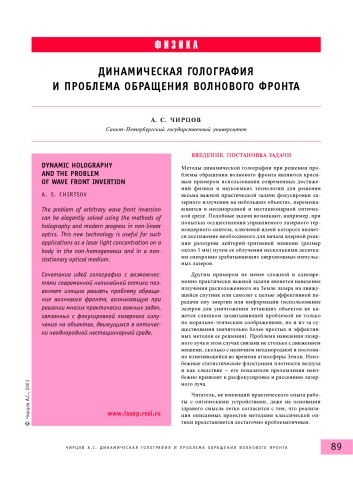 ФИЗИКА
ДИНАМИЧЕСКАЯ ГОЛОГРАФИЯ
И ПРОБЛЕМА ОБРАЩЕНИЯ ВОЛНОВОГО ФРОНТА
А. С. ЧИРЦОВ
Санкт-Петербургский государственный университет
DYNAMIC HOLOGRAPHY
AND THE PROBLEM
OF WAVE FRONT INVERTION
A. S. CHIRTSOV
The problem of arbitrary wave front inversion
can be elegantly solved using the methods of
holography and modern progress in non-linear
optics. This new technology is useful for such
applications as a laser light concentration on a
body in the non-homogeneous and in a non-
stationary optical medium.
Сочетание идей голографии с возможнос-
тями современной нелинейной оптики поз-
воляет изящно решать проблему обраще-
ния волнового фронта, возникающую при
решении многих практически важных задач,
связанных с фокусировкой лазерного излу-
чения на объектах, движущихся в оптичес-
ки неоднородной нестационарной среде.
www.issep.rssi.ru
© Чирцов А.С., 2001
ВВЕДЕНИЕ. ПОСТАНОВКА ЗАДАЧИ
Методы динамической голографии при решении про-
блемы обращения волнового фронта являются краси-
вым примером использования современных достиже-
ний физики и наукоемких технологий для решения
весьма важной практической задачи фокусировки ла-
зерного излучения на небольших объектах, перемеща-
ющихся в неоднородной и нестационарной оптичес-
кой среде. Подобные задачи возникают, например, при
попытках осуществления управляемого лазерного тер-
моядерного синтеза, ключевой идеей которого являет-
ся достижение необходимого для начала ядерной реак-
ции разогрева дейтерий-тритиевой мишени (размер
около 1 мм) путем ее облучения несколькими десятка-
ми синхронно срабатывающих сверхмощных импульс-
ных лазеров.
Другим примером не менее сложной и одновре-
менно практически важной задачи является наведение
излучения расположенного на Земле лазера на движу-
щийся спутник или самолет с целью эффективной пе-
редачи ему энергии или информации (использование
лазеров для уничтожения летающих объектов не ка-
жется слишком захватывающей проблемой не только
по морально-этическим соображениям, но и из-за су-
ществования значительно более простых и эффектив-
ных методов ее решения). Проблема наведения лазер-
ного луча в этом случае связана не столько с движением
мишени, сколько с наличием неоднородной и постоян-
но изменяющейся во времени атмосферы Земли. Неиз-
бежные статистические флуктуации плотности воздуха
и как следствие – его показателя преломления неиз-
бежно приводят к расфокусировке и рассеянию лазер-
ного луча.
Читатель, не имеющий практического опыта рабо-
ты с оптическими устройствами, даже на основании
здравого смысла легко согласится с тем, что реализа-
ция описанных проектов методами классической оп-
тики представляется достаточно проблематичным.
ЧИРЦОВ А.С. ДИНАМИЧЕСКАЯ ГОЛОГРАФИЯ И ПРОБЛЕМА ОБРАЩЕНИЯ ВОЛНОВОГО ФРОНТА
89